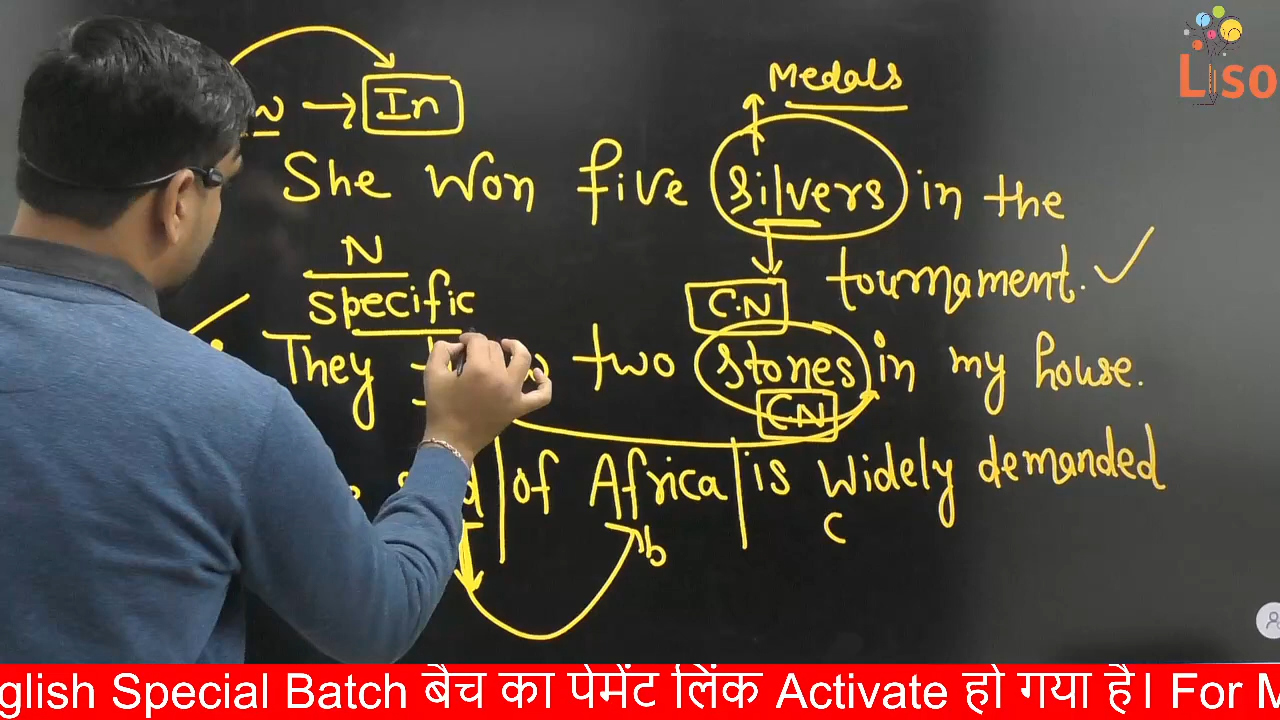 Medals
N → In
She Won five silvers in the
tournament. ✓
N
specific
C.N
They two stones in my house.
C.N
of Africa | is widely demanded
b
c
Liso
glish Special Batch बैच का पेमेंट लिंक Activate हो गया है। For M